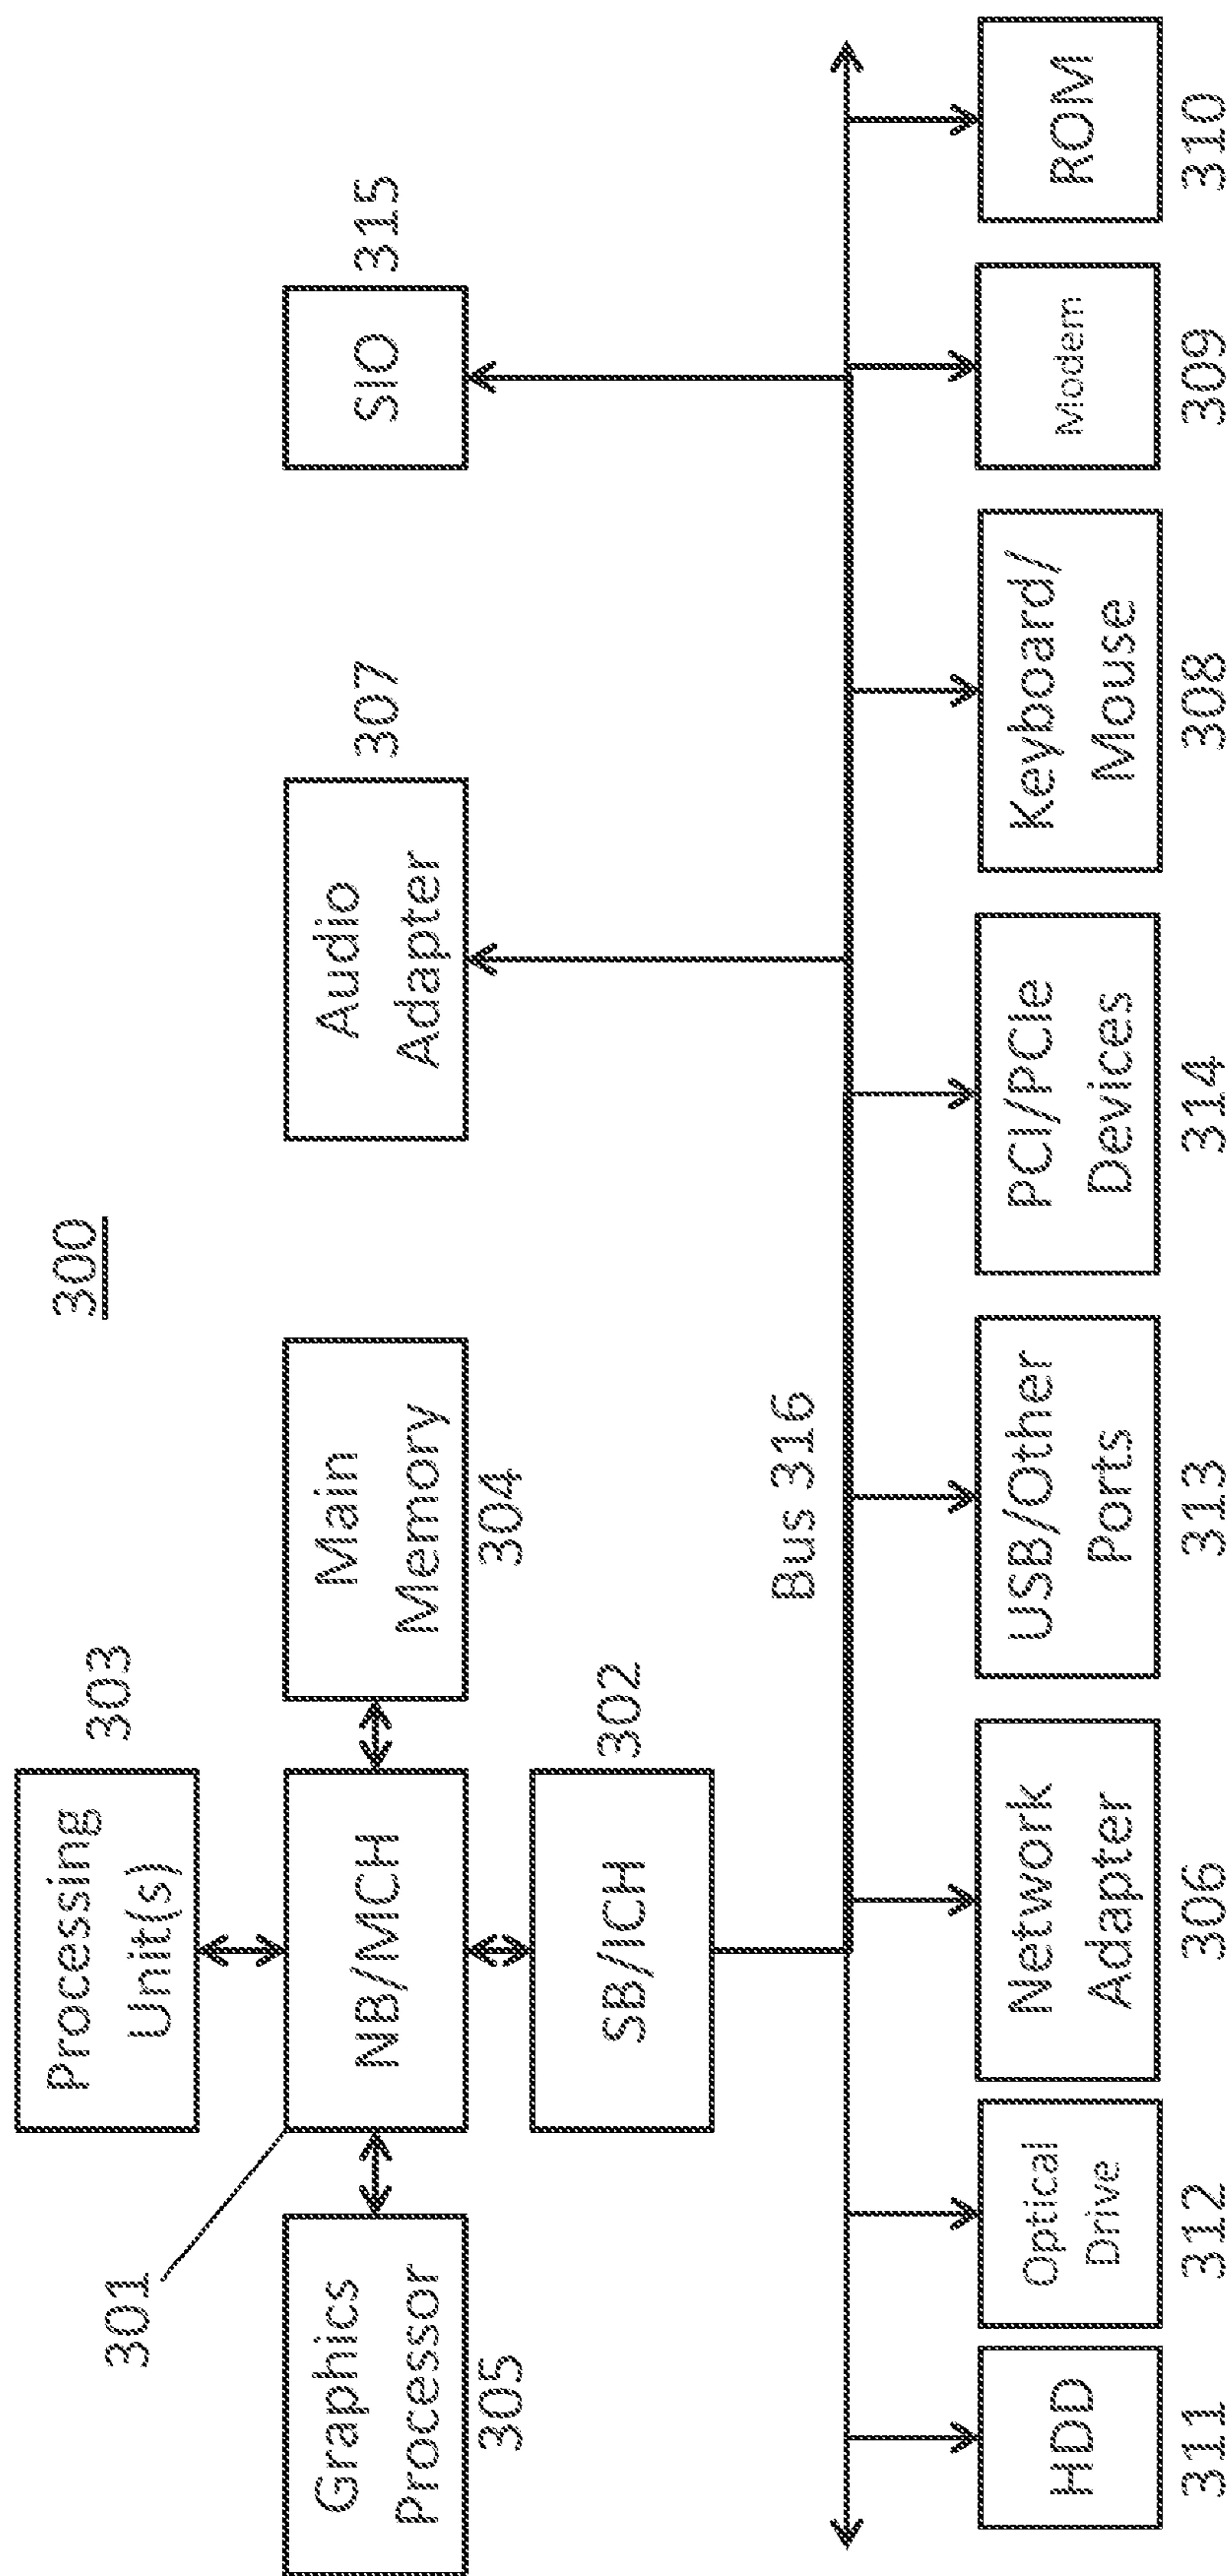 300
303
Processing
Unit(s)
301
Graphics
Processor
305
NB/MCH
Main
Memory
304
Audio
Adapter
307
SIO
315
SB/ICH
302
Bus 316
HDD
311
Optical
Drive
312
Network
Adapter
306
USB/Other
Ports
313
PCI/PCIe
Devices
314
Keyboard/
Mouse
308
Modem
309
ROM
310